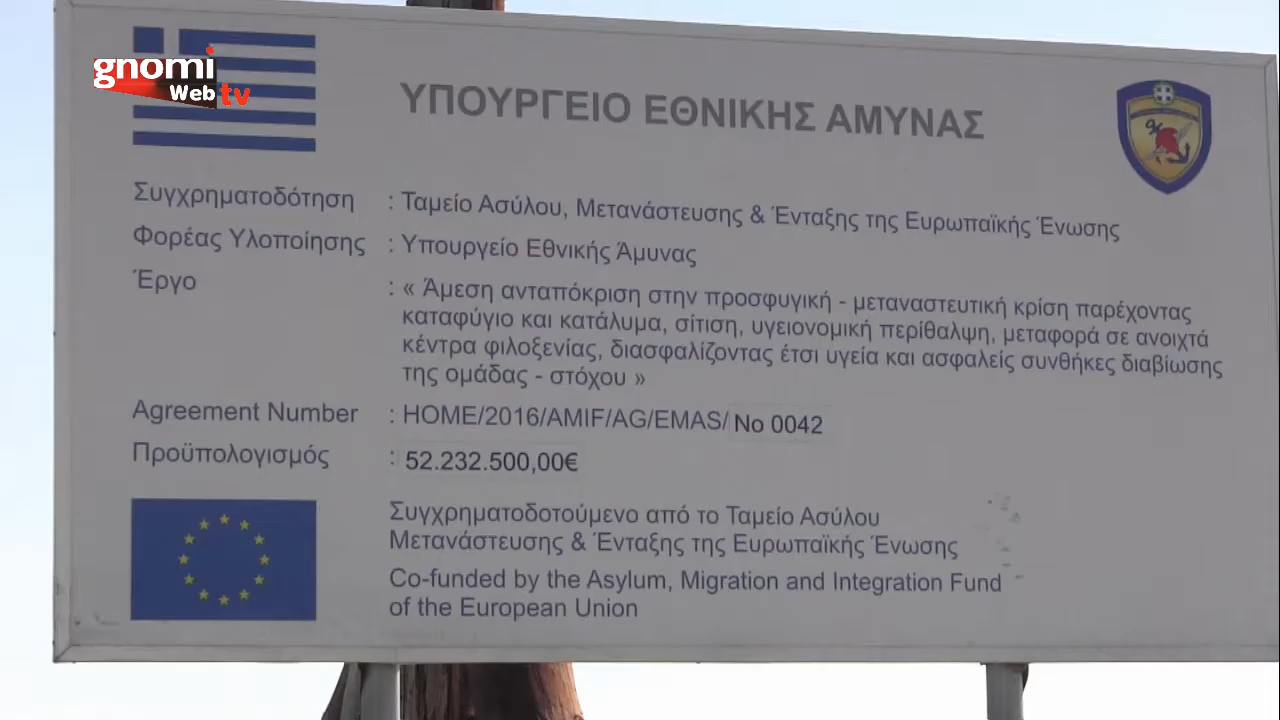 gnomi
Web tv
ΥΠΟΥΡΓΕΙΟ ΕΘΝΙΚΗΣ ΑΜΥΝΑΣ
Συγχρηματοδότηση : Ταμείο Ασύλου, Μετανάστευσης & Ένταξης της Ευρωπαϊκής Ένωσης
Φορέας Υλοποίησης : Υπουργείο Εθνικής Άμυνας
Έργο : « Άμεση ανταπόκριση στην προσφυγική - μεταναστευτική κρίση παρέχοντας
καταφύγιο και κατάλυμα, σίτιση, υγειονομική περίθαλψη, μεταφορά σε ανοιχτά
κέντρα φιλοξενίας, διασφαλίζοντας έτσι υγεία και ασφαλείς συνθήκες διαβίωσης
της ομάδας - στόχου »
Agreement Number : HOME/2016/AMIF/AG/EMAS/ No 0042
Προϋπολογισμός : 52.232.500,00€
Συγχρηματοδοτούμενο από το Ταμείο Ασύλου
Μετανάστευσης & Ένταξης της Ευρωπαϊκής Ένωσης
Co-funded by the Asylum, Migration and Integration Fund
of the European Union